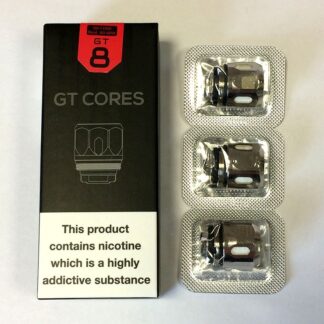 GT
8
GT CORES
This product
contains nicotine
which is a highly
addictive substance